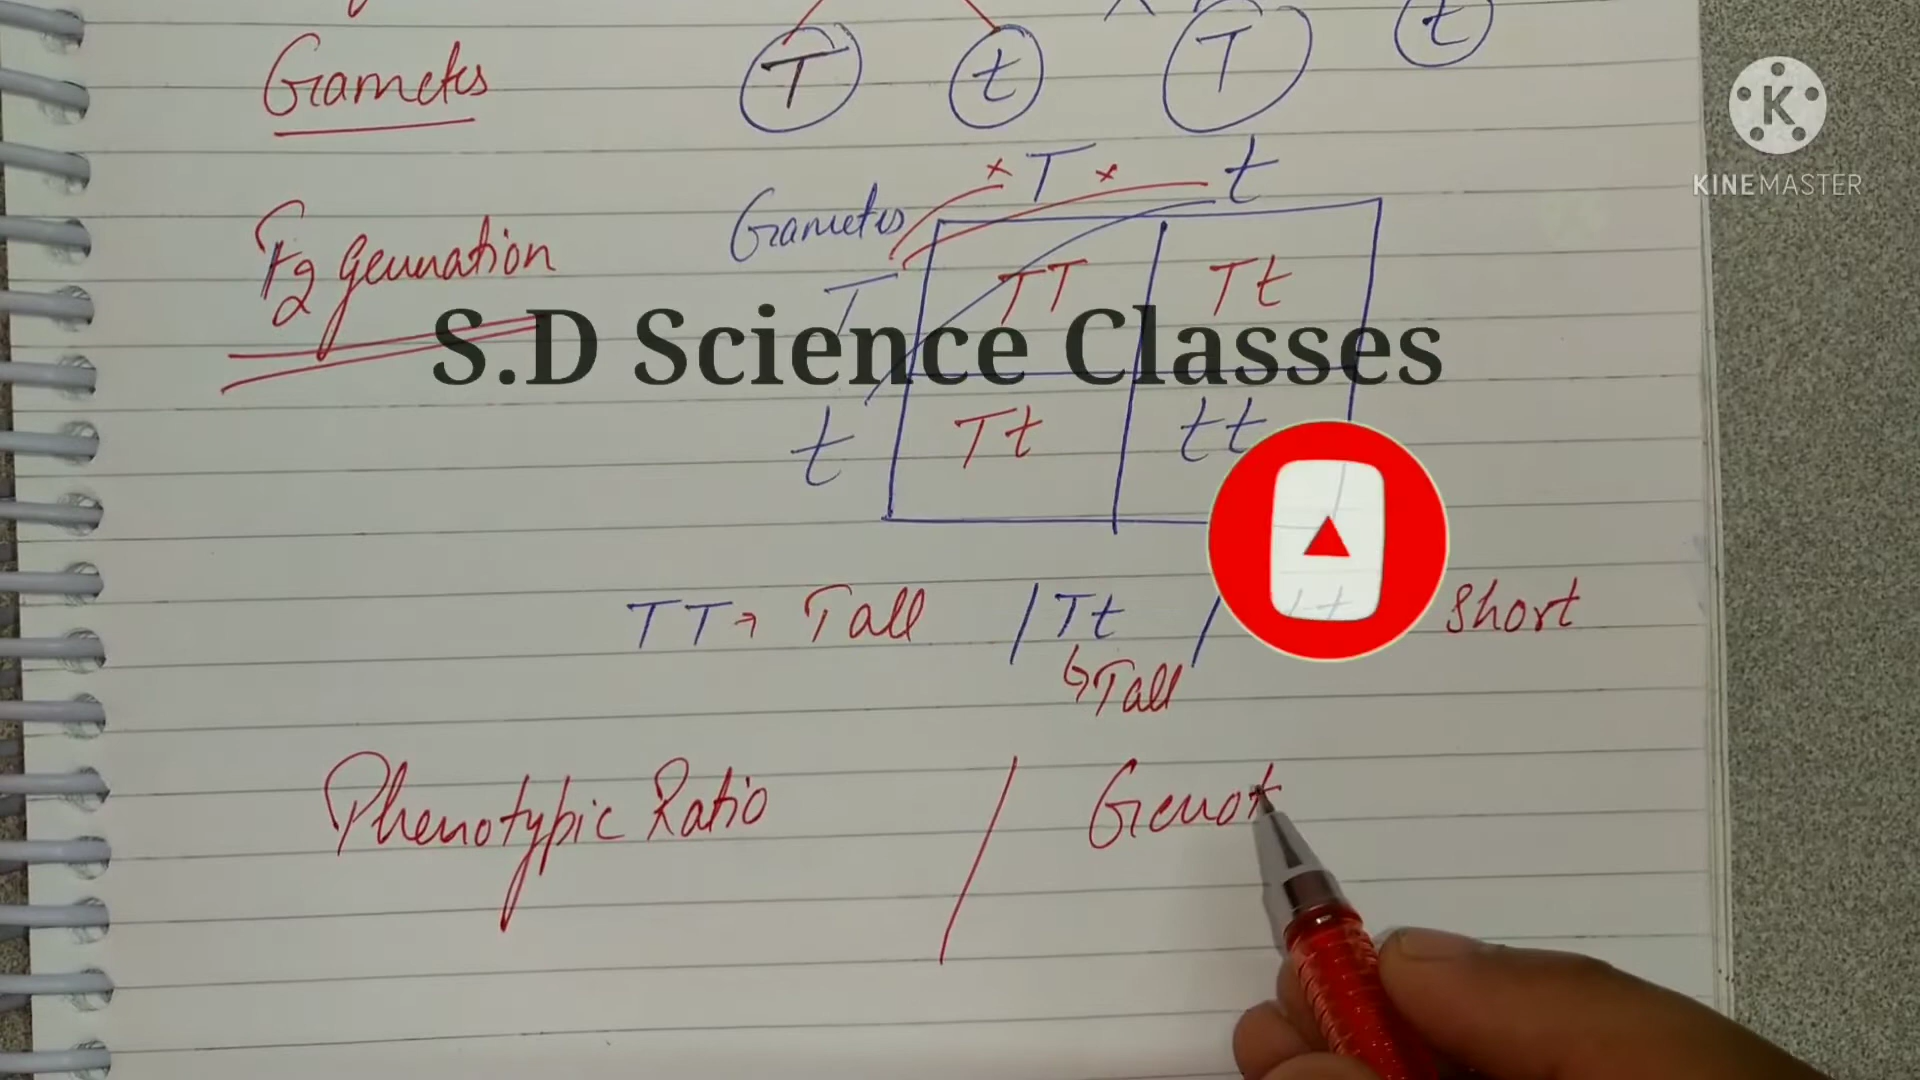 Gametes T t T t
T t
Gametes
F2 generation
T TT Tt
S.D Science Classes
t Tt tt
TT → Tall / Tt / short
↳ Tall
Phenotypic Ratio / Genot
K
KINEMASTER